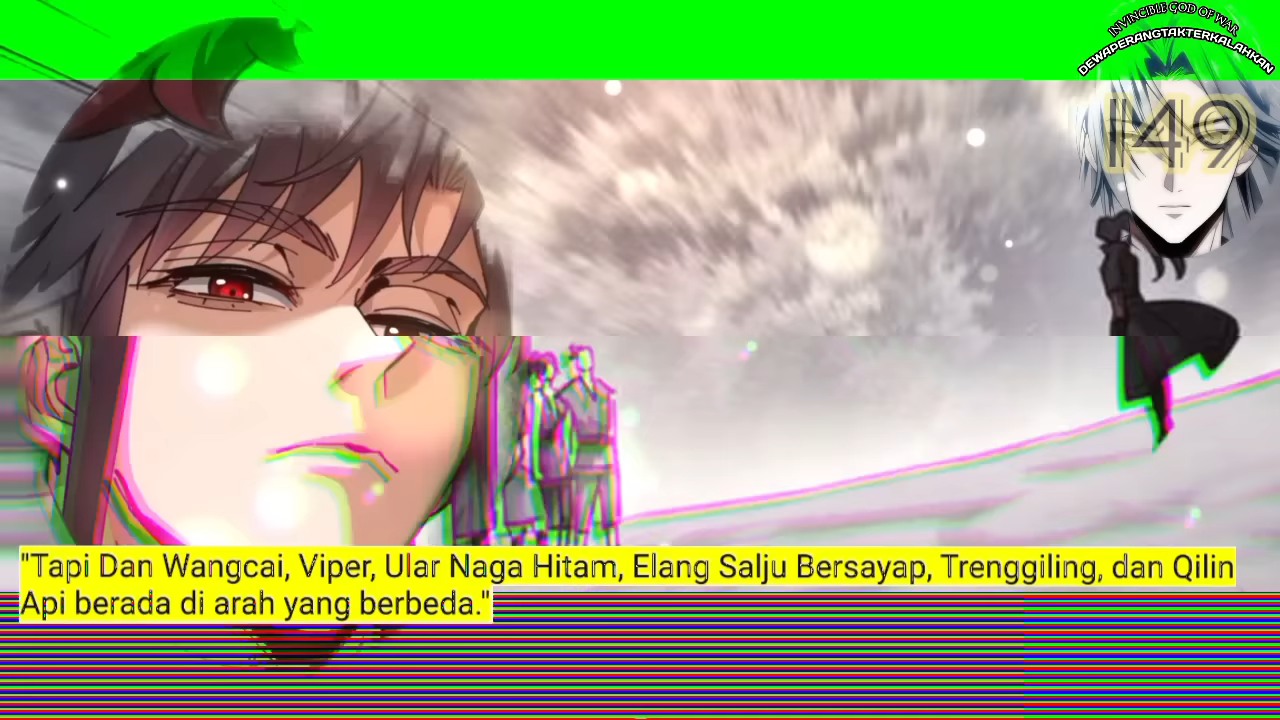 INVINCIBLE GOD OF WAR
DEWAPERANGTAKTERKALAHKAN
149
"Tapi Dan Wangcai, Viper, Ular Naga Hitam, Elang Salju Bersayap, Trenggiling, dan Qilin
Api berada di arah yang berbeda."